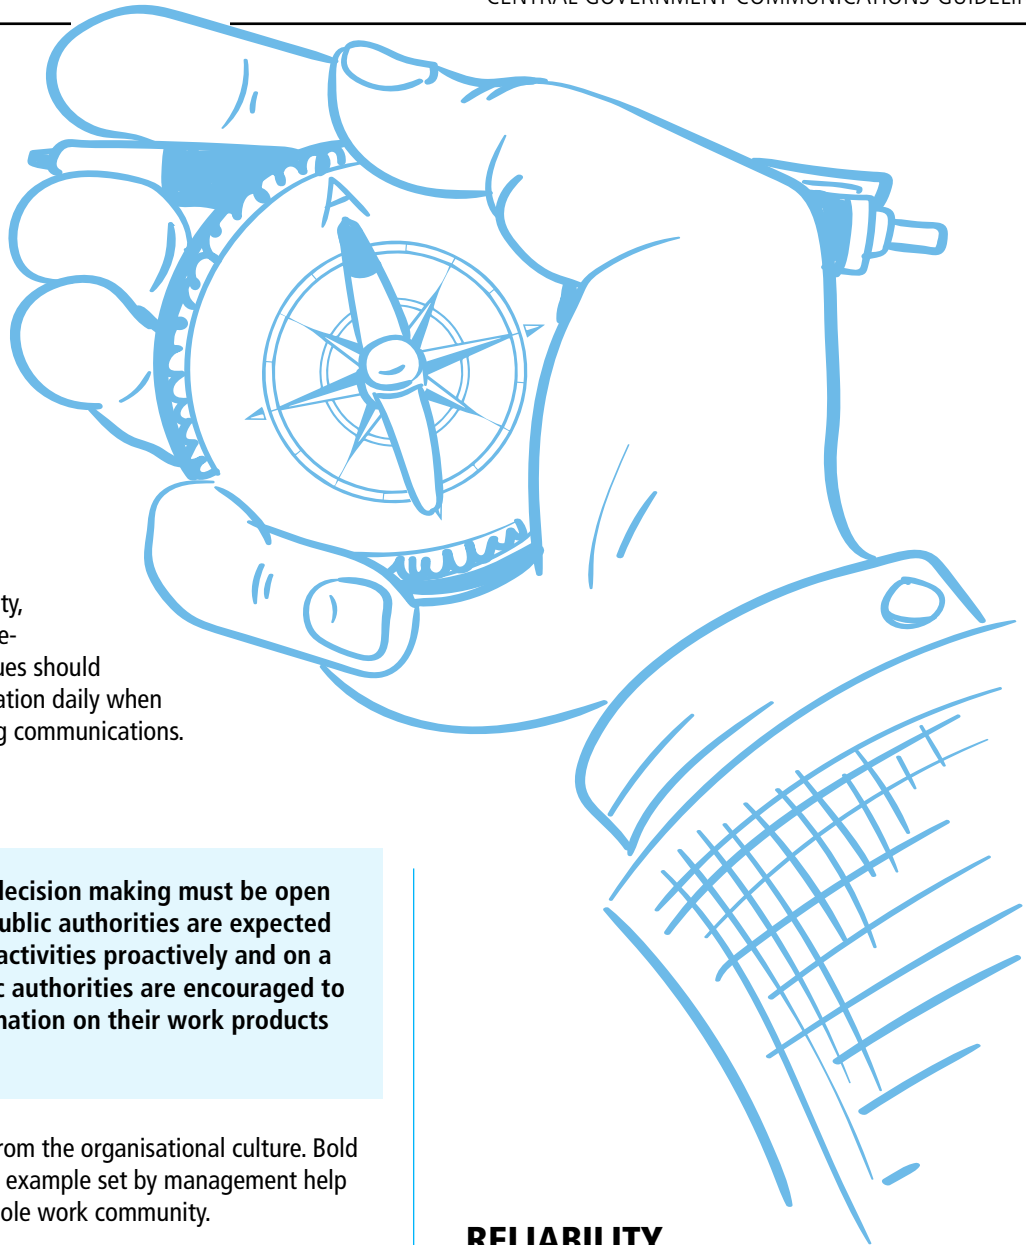 CENTRAL GOVERNMENT COMMUNICATIONS
A
ues should
ation daily when
g communications.
decision making must be open
ublic authorities are expected
activities proactively and on a
c authorities are encouraged to
nation on their work products
rom the organisational culture. Bold
example set by management help
ole work community.
RELIABILITY